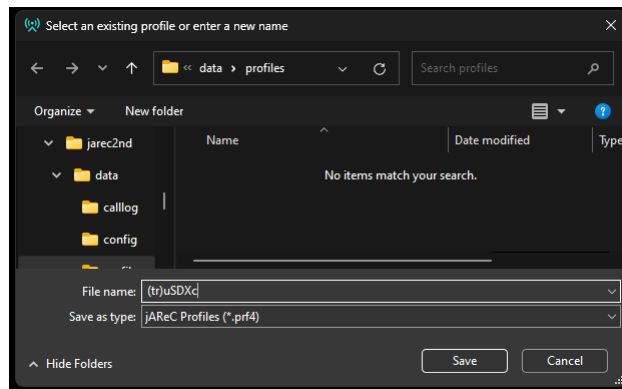 Select an existing profile or enter a new name
« data › profiles
Search profiles
Organize
New folder
Name
Date modified
Type
jarec2nd
data
No items match your search.
calllog
config
File name: (tr)uSDXc
Save as type: jAReC Profiles (*.prf4)
Hide Folders
Save
Cancel